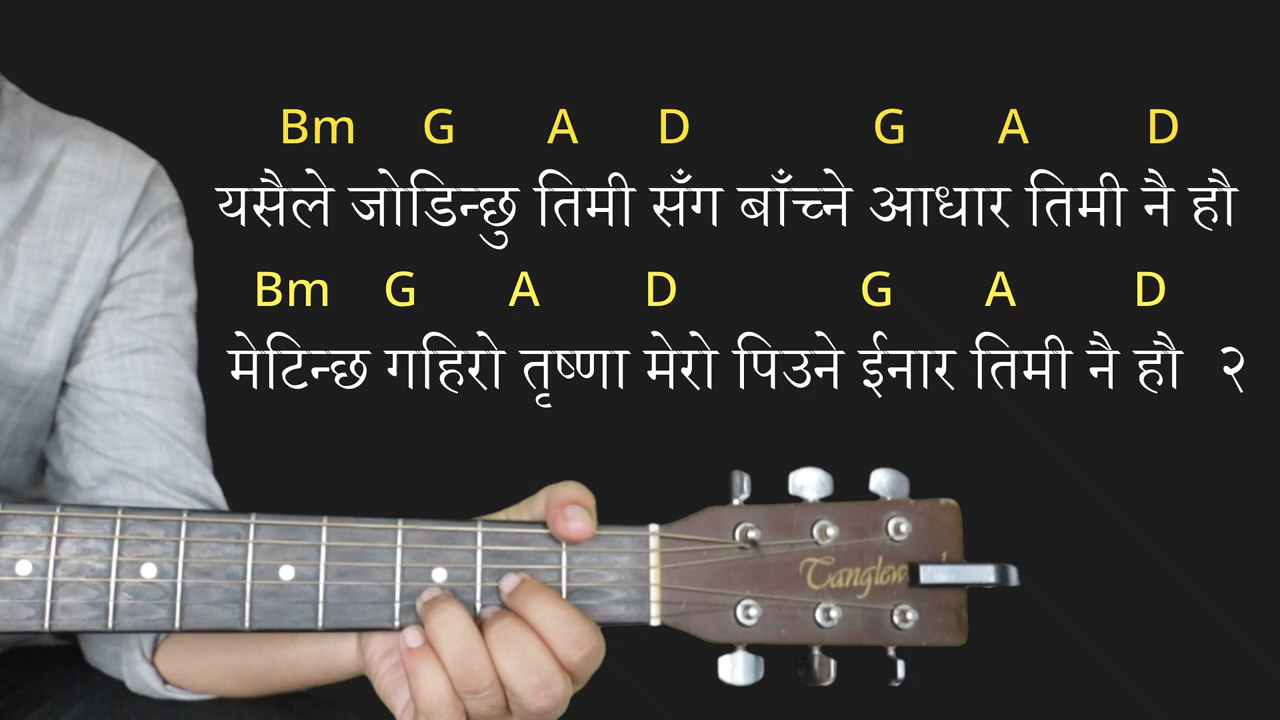 Bm G A D G A D
यसैले जोडिन्छु तिमी सँग बाँच्ने आधार तिमी नै हौ
Bm G A D G A D
मेटिन्छ गहिरो तृष्णा मेरो पिउने ईनार तिमी नै हौ २